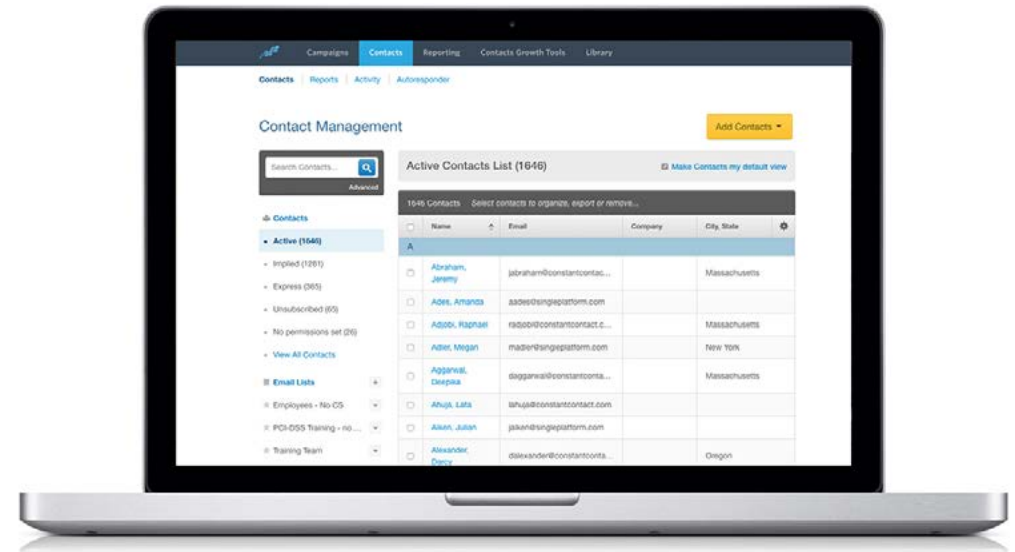 Campaigns Contacts Reporting Contacts Growth Tools Library
Contacts Reports Activity Autoresponder
Contact Management
Add Contacts
Search Contacts...
Advanced
Contacts
Active (1646)
Implied (1281)
Express (365)
Unsubscribed (65)
No permissions set (26)
View All Contacts
Email Lists
Employees - No CS
PCI-DSS Training - no ....
Training Team
Active Contacts List (1646)
Make Contacts my default view
1646 Contacts Select contacts to organize, export or remove...
Name Email Company City, State
A
Abraham, jabraham@constantcontac... Massachusetts
Jeremy
Ades, Amanda aades@singleplatform.com
Adjobi, Raphael radjobi@constantcontact.c... Massachusetts
Adler, Megan madler@singleplatform.com New York
Aggarwal, daggarwal@constantconta... Massachusetts
Deepika
Ahuja, Lata lahuja@constantcontact.com
Aiken, Julian jaiken@singleplatform.com
Alexander, dalexander@constantconta... Oregon
Darcy